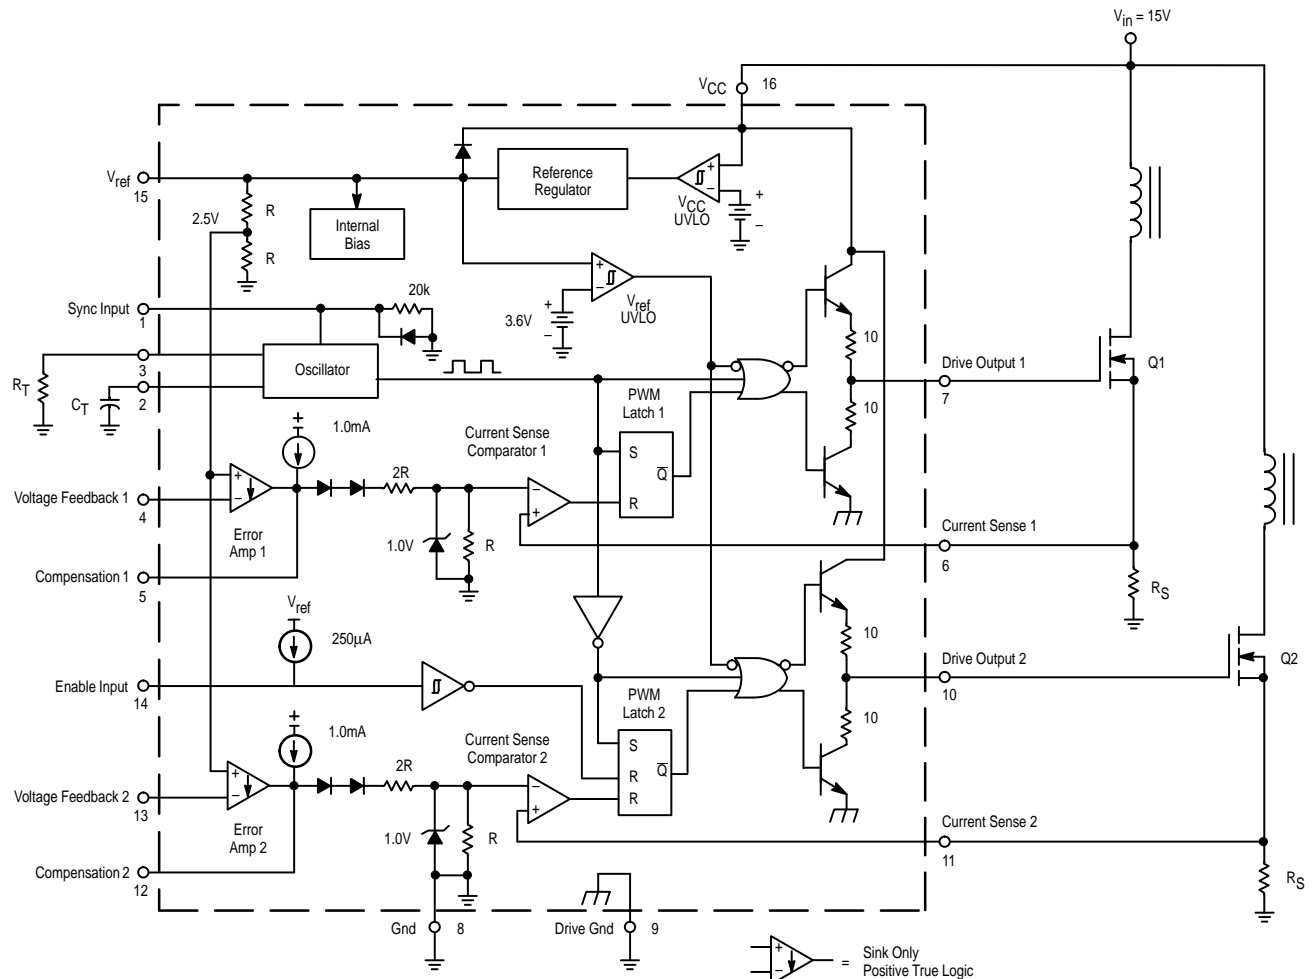 Vin = 15V
VCC 16
Vref
15
Reference
Regulator
+
−
VCC
UVLO
+
−
2.5V
R
R
Internal
Bias
Sync Input
1
20k
+
−
3.6V
+
−
Vref
UVLO
3
RT
Oscillator
CT
2
10
10
Drive Output 1
7
Q1
+
1.0mA
PWM
Latch 1
Current Sense
Comparator 1
S
Q
R
2R
Voltage Feedback 1
4
+
−
Error
Amp 1
−
+
1.0V
R
Current Sense 1
6
RS
Compensation 1
5
Vref
250µA
10
10
Drive Output 2
10
Q2
Enable Input
14
PWM
Latch 2
+
1.0mA
Current Sense
Comparator 2
S
R
R
Q
2R
Voltage Feedback 2
13
+
−
Error
Amp 2
−
+
1.0V
R
Current Sense 2
11
RS
Compensation 2
12
Gnd 8
Drive Gnd 9
+
−
= Sink Only
Positive True Logic